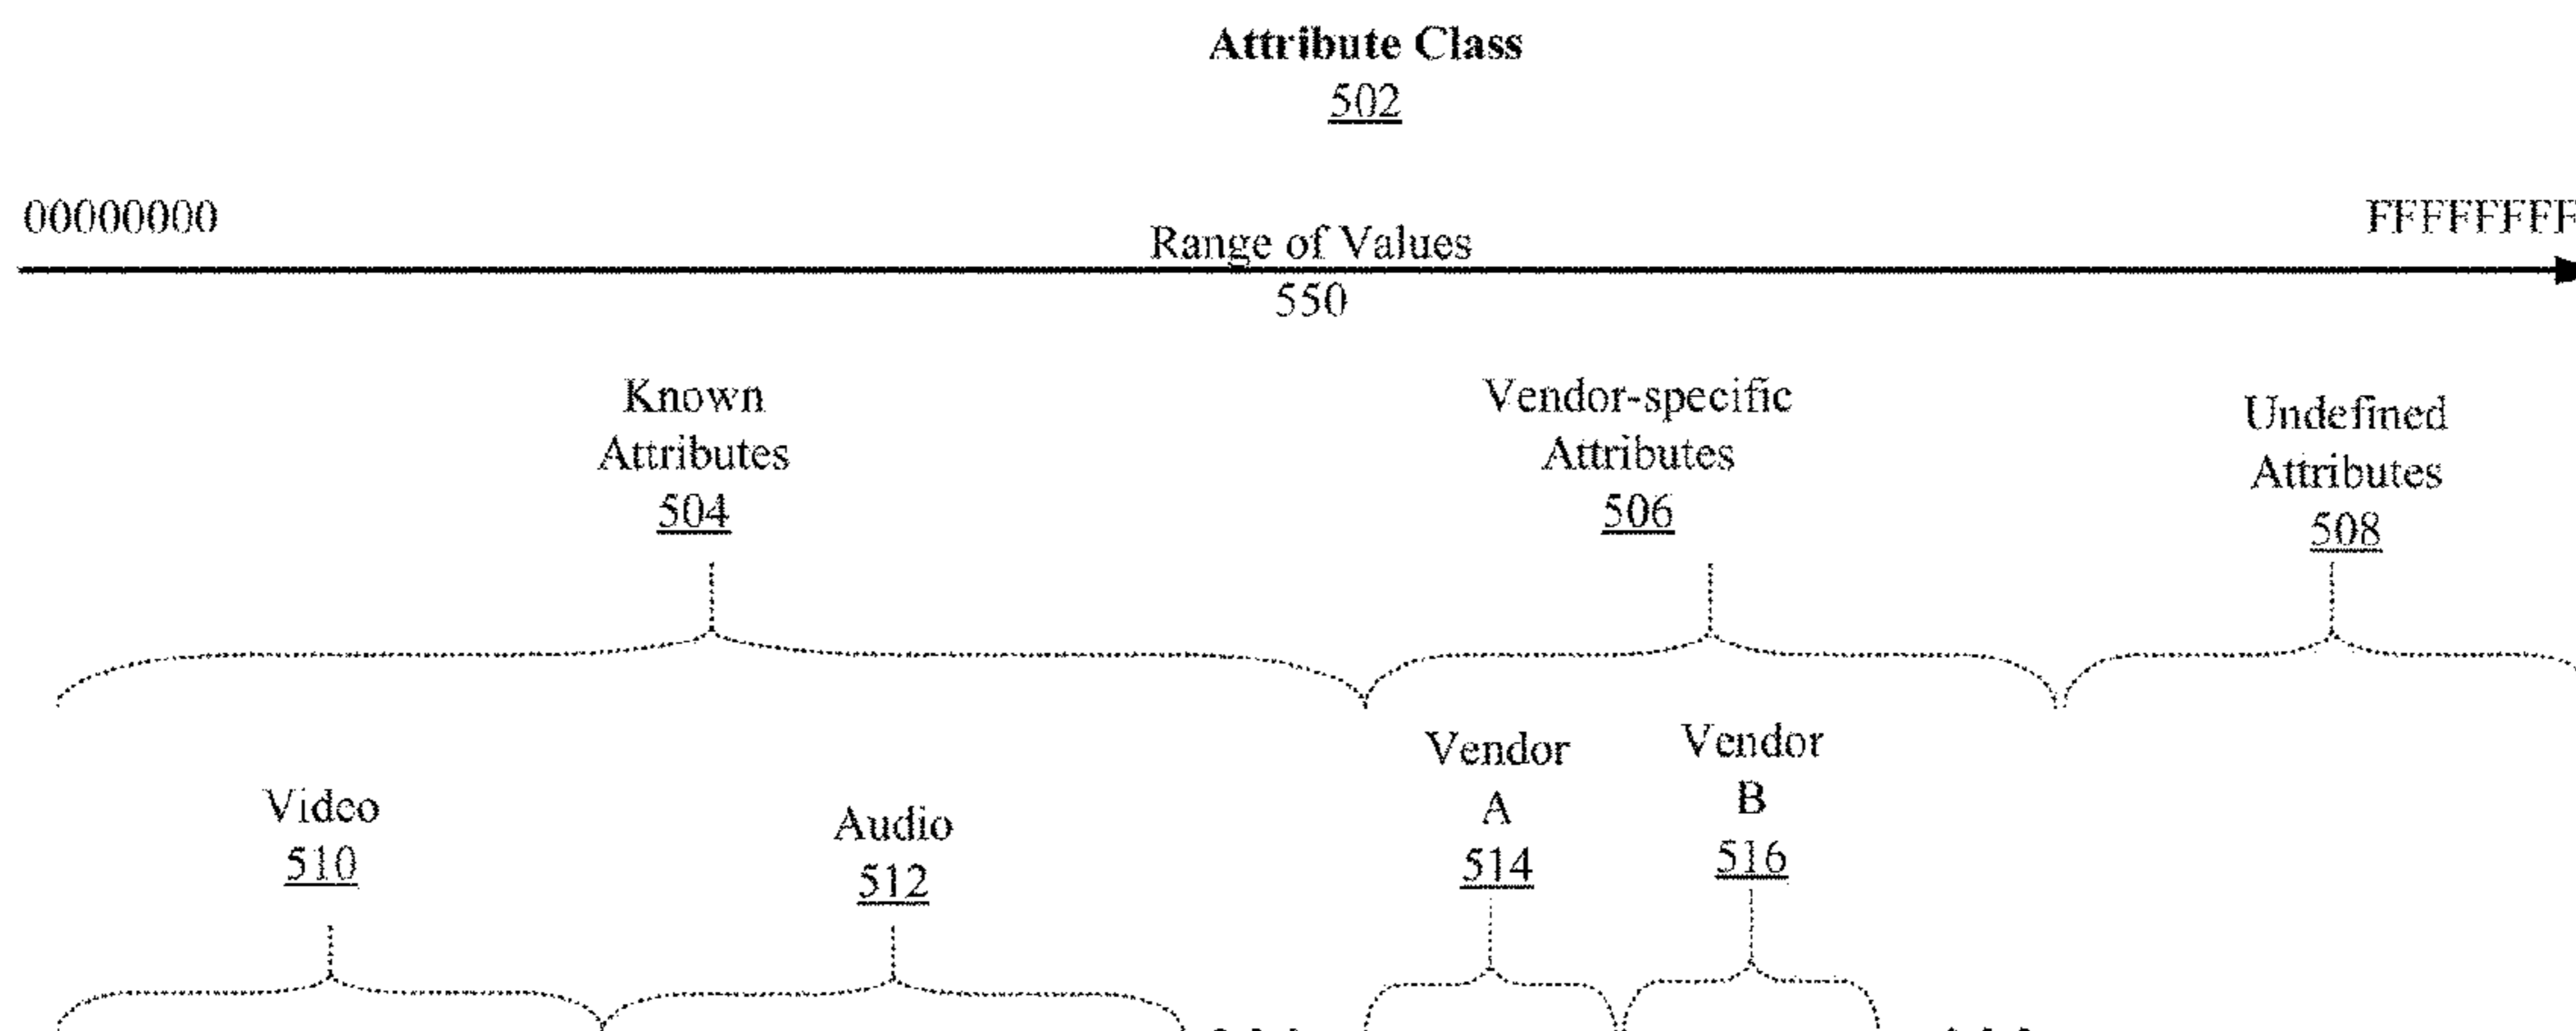 Attribute Class
502
00000000
FFFFFFFF
Range of Values
550
Known
Attributes
504
Vendor-specific
Attributes
506
Undefined
Attributes
508
Video
510
Audio
512
Vendor
A
514
Vendor
B
516